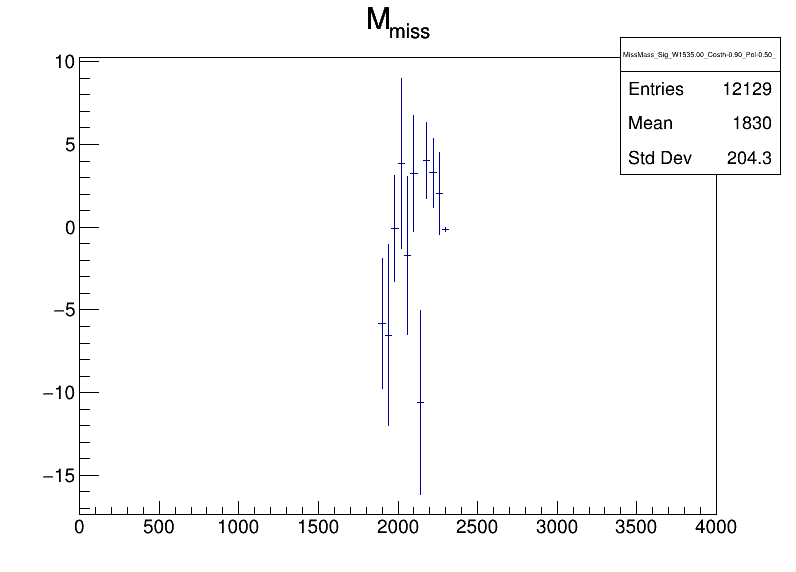 M_miss
MissMass_Sig_W1535.00_Costh-0.90_Pol-0.50_
Entries 12129
Mean 1830
Std Dev 204.3
10
5
0
−5
−10
−15
0 500 1000 1500 2000 2500 3000 3500 4000